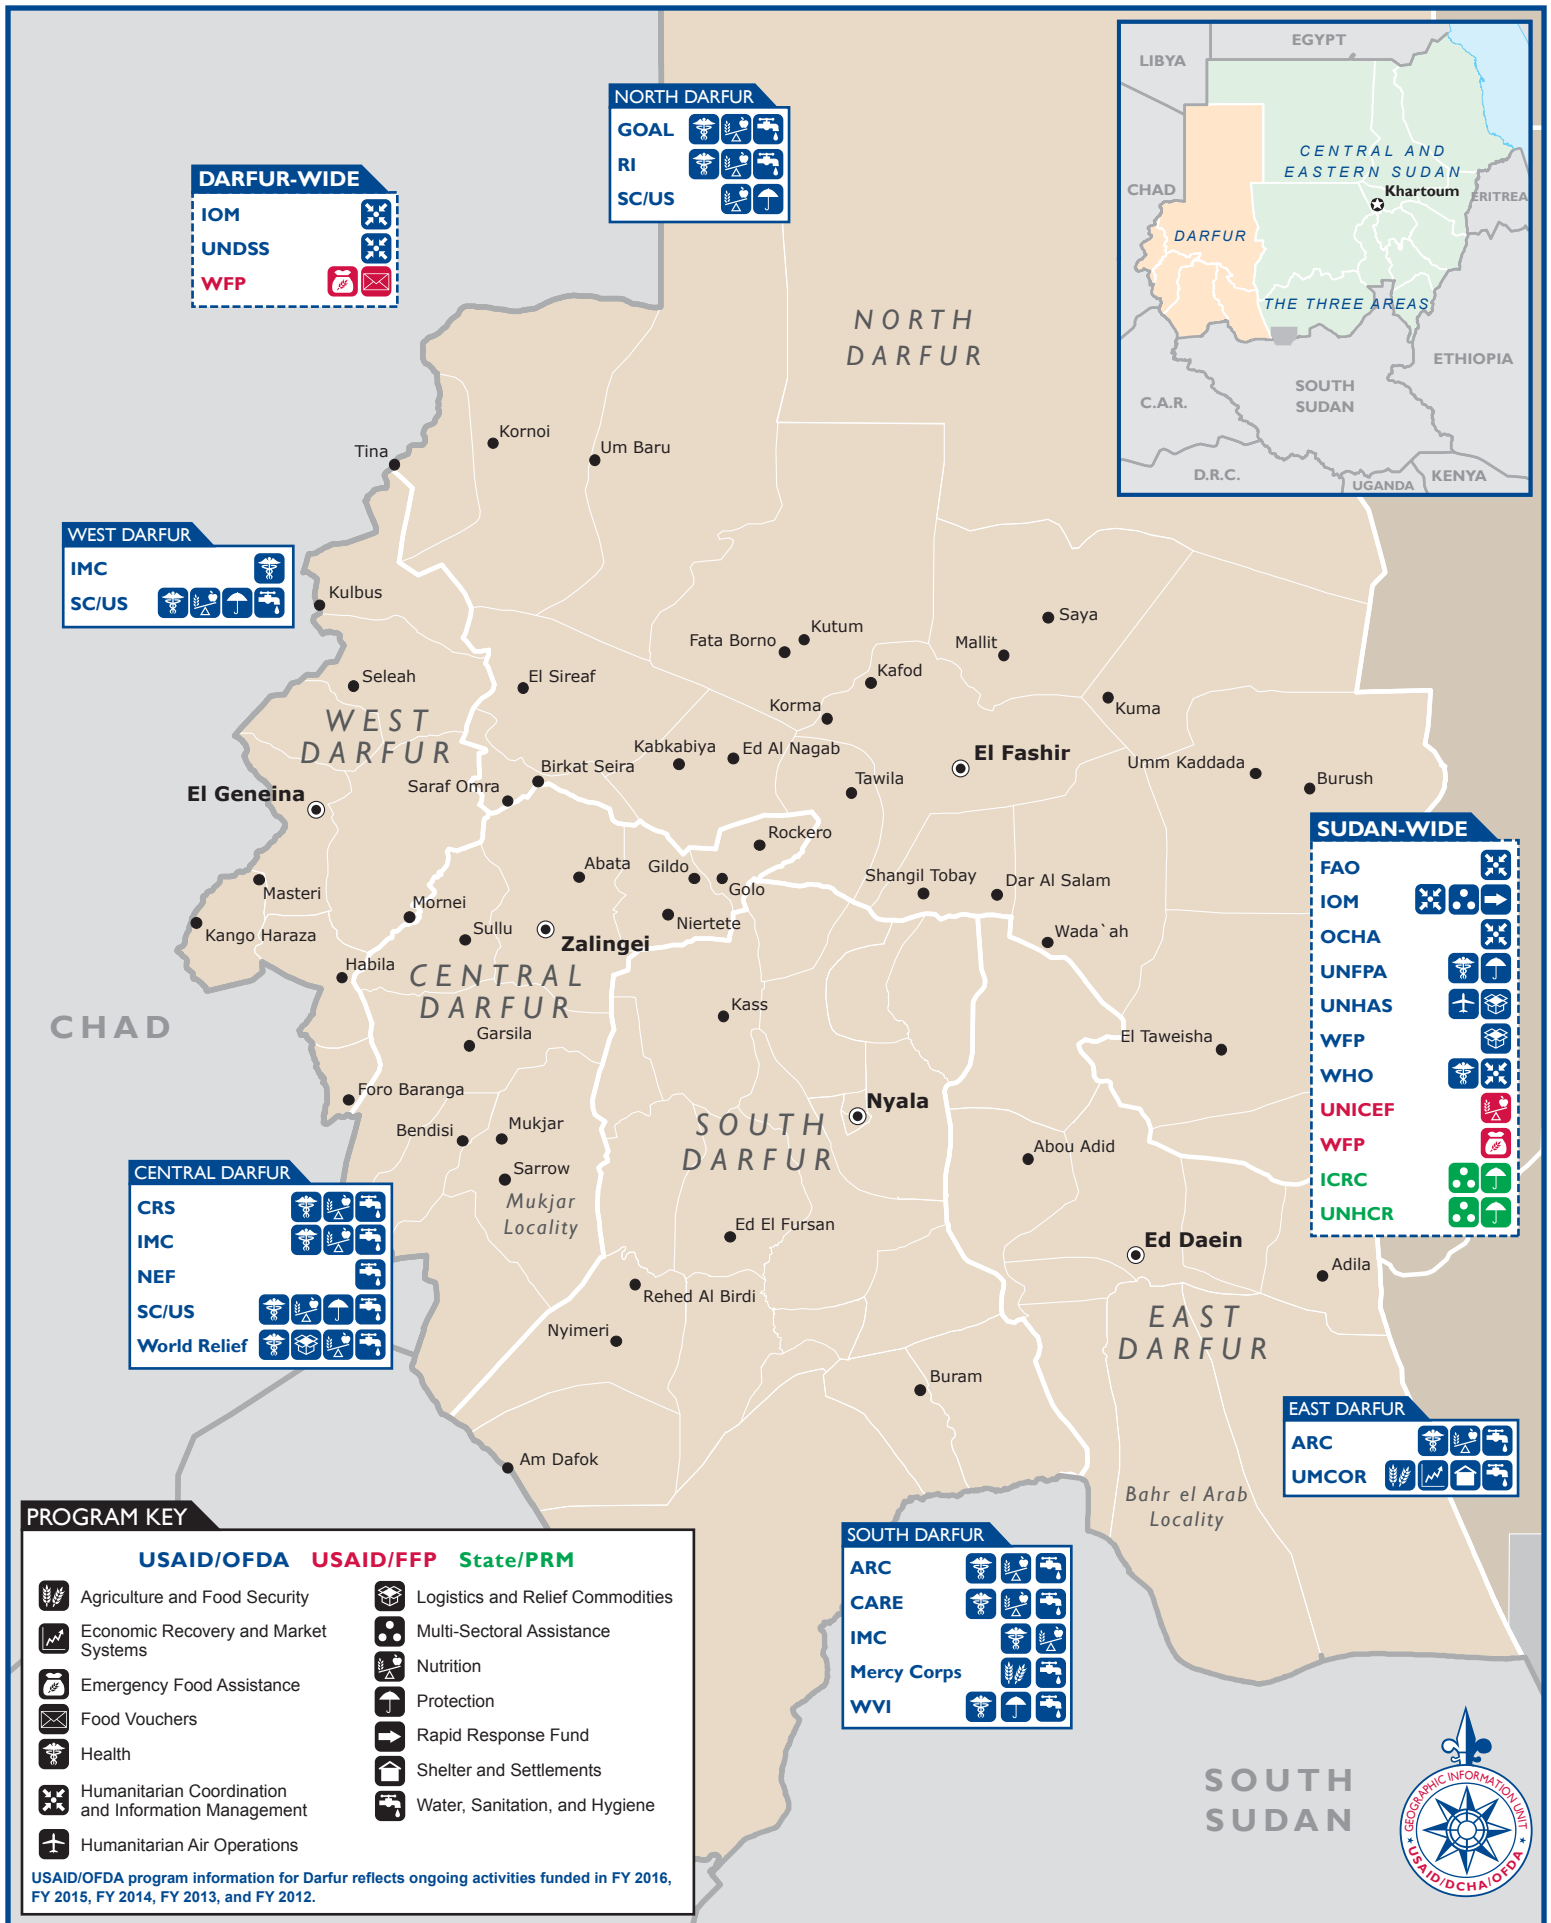 NORTH DARFUR
GOAL
RI
SC/US
DARFUR-WIDE
IOM
UNDSS
WFP
LIBYA
EGYPT
CHAD
CENTRAL AND
EASTERN SUDAN
Khartoum
ERITREA
DARFUR
THE THREE AREAS
ETHIOPIA
SOUTH
SUDAN
C.A.R.
D.R.C.
UGANDA
KENYA
NORTH
DARFUR
Kornoi
Um Baru
Tina
WEST DARFUR
IMC
SC/US
Kulbus
Saya
Kutum
Fata Borno
Mallit
Kafod
Seleah
El Sireaf
Korma
Kuma
WEST
DARFUR
Kabkabiya
Ed Al Nagab
El Fashir
Umm Kaddada
Burush
Birkat Seira
Saraf Omra
Tawila
El Geneina
Rockero
SUDAN-WIDE
FAO
IOM
OCHA
UNFPA
UNHAS
WFP
WHO
UNICEF
WFP
ICRC
UNHCR
Abata
Gildo
Golo
Shangil Tobay
Dar Al Salam
Masteri
Mornei
Niertete
Kango Haraza
Sullu
Zalingei
Wada`ah
Habila
CENTRAL
DARFUR
Kass
CHAD
Garsila
El Taweisha
Foro Baranga
Nyala
Bendisi
Mukjar
SOUTH
DARFUR
Abou Adid
Sarrow
Mukjar
Locality
CENTRAL DARFUR
CRS
IMC
NEF
SC/US
World Relief
Ed El Fursan
Ed Daein
Adila
Rehed Al Birdi
EAST
DARFUR
Nyimeri
Buram
EAST DARFUR
ARC
UMCOR
Am Dafok
Bahr el Arab
Locality
SOUTH DARFUR
ARC
CARE
IMC
Mercy Corps
WVI
PROGRAM KEY
USAID/OFDA USAID/FFP State/PRM
Agriculture and Food Security
Economic Recovery and Market
Systems
Emergency Food Assistance
Food Vouchers
Health
Humanitarian Coordination
and Information Management
Humanitarian Air Operations
Logistics and Relief Commodities
Multi-Sectoral Assistance
Nutrition
Protection
Rapid Response Fund
Shelter and Settlements
Water, Sanitation, and Hygiene
USAID/OFDA program information for Darfur reflects ongoing activities funded in FY 2016,
FY 2015, FY 2014, FY 2013, and FY 2012.
SOUTH
SUDAN
GEOGRAPHIC INFORMATION UNIT
USAID/DCHA/OFDA